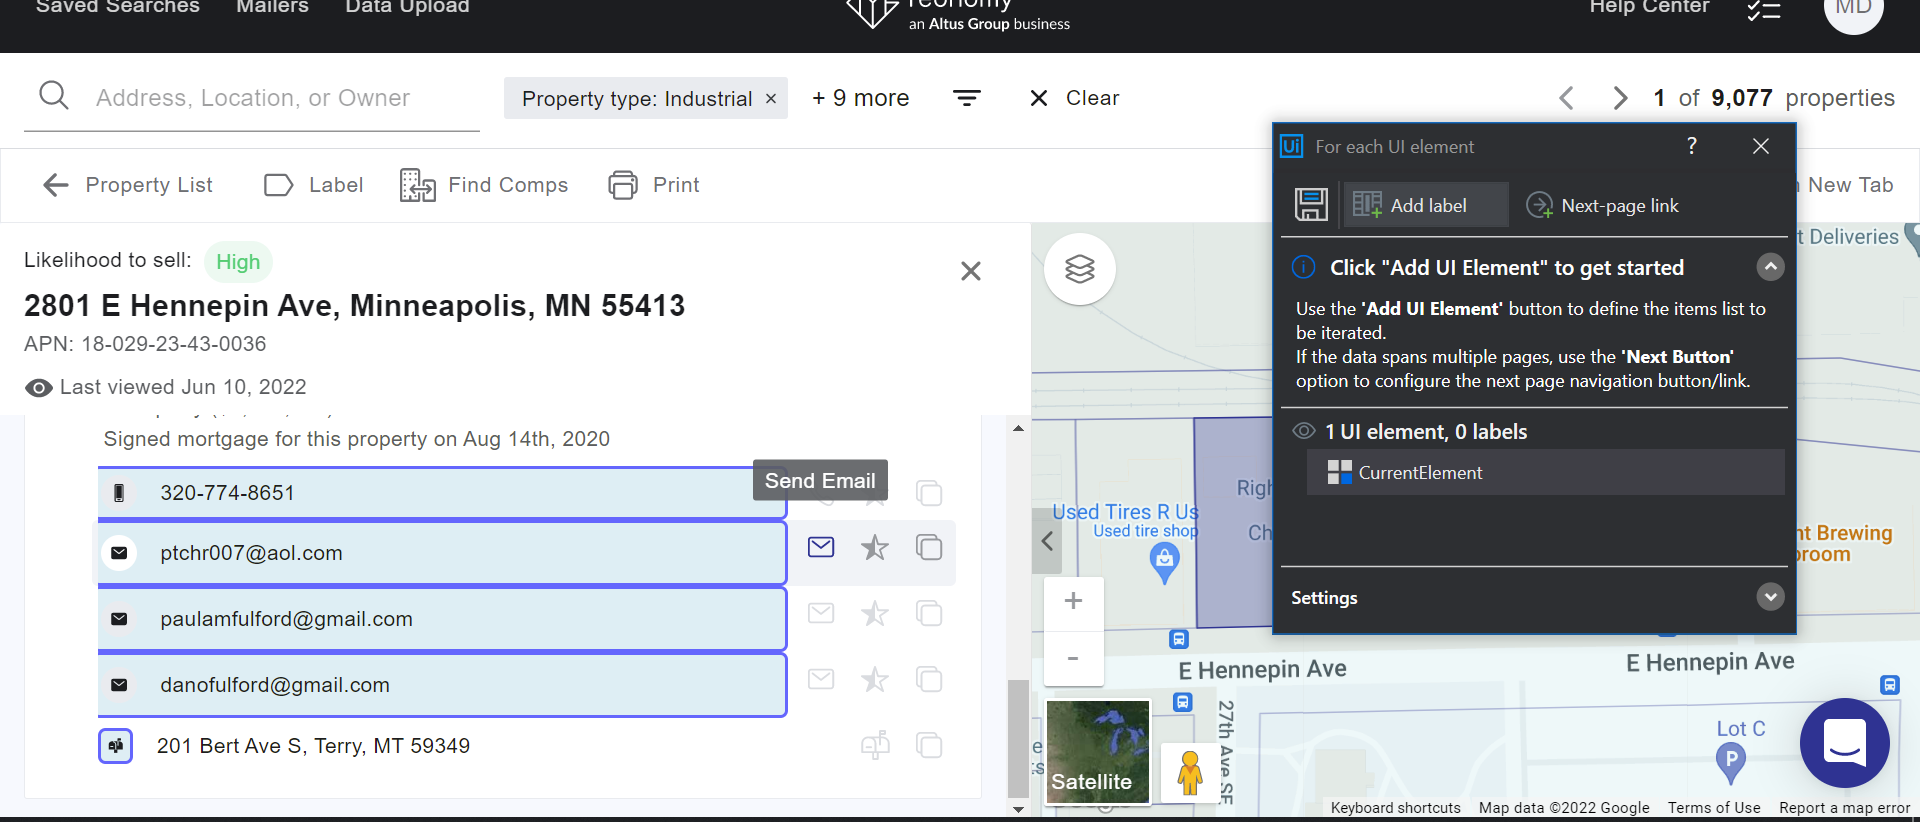 Saved Searches Mailers Data Upload
reonomy
an Altus Group business
Help Center
MD
Address, Location, or Owner
Property type: Industrial ×
+ 9 more
Clear
1 of 9,077 properties
Property List
Label
Find Comps
Print
New Tab
Likelihood to sell: High
2801 E Hennepin Ave, Minneapolis, MN 55413
APN: 18-029-23-43-0036
Last viewed Jun 10, 2022
Signed mortgage for this property on Aug 14th, 2020
Send Email
320-774-8651
ptchr007@aol.com
paulamfulford@gmail.com
danofulford@gmail.com
201 Bert Ave S, Terry, MT 59349
Ui For each UI element ?
Add label
Next-page link
Click "Add UI Element" to get started
Use the 'Add UI Element' button to define the items list to
be iterated.
If the data spans multiple pages, use the 'Next Button'
option to configure the next page navigation button/link.
1 UI element, 0 labels
CurrentElement
Settings
t Deliveries
Righ
Used Tires R Us
Used tire shop
Ch
nt Brewing
proom
+
-
E Hennepin Ave
E Hennepin Ave
27th Ave SE
Lot C
P
Satellite
Keyboard shortcuts Map data ©2022 Google Terms of Use Report a map error